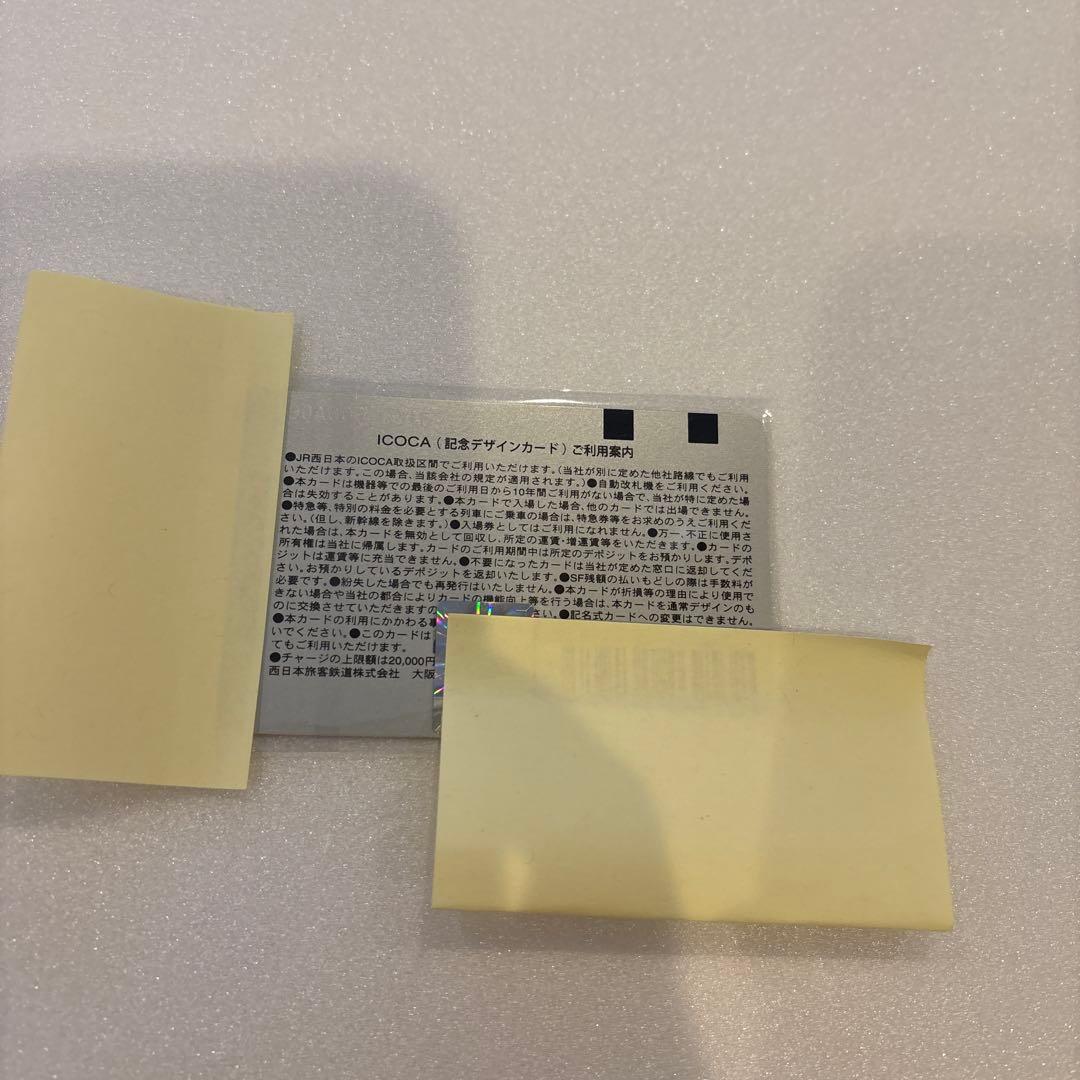 ICOCA(記念デザインカード)ご利用案内
●JR西日本のICOCA取扱区間でご利用いただけます。(当社が別に定めた他社路線でもご利用
いただけます。この場合、当該会社の規定が適用されます。)●自動改札機をご利用ください。
●本カードは機器等での最後のご利用日から10年間ご利用がない場合で、当社が特に定めた場
合は失効することがあります。●本カードで入場した場合、他のカードでは出場できません。
●特急等、特別の料金を必要とする列車にご乗車の場合は、特急券等をお求めのうえご利用くだ
さい。(但し、新幹線を除きます。)●入場券としてはご利用になれません。●万一、不正に使用さ
れた場合は、本カードを無効として回収し、所定の運賃・増運賃等をいただきます。●カードの
所有権は当社に帰属します。カードのご利用期間中は所定のデポジットをお預かりします。デポ
ジットは運賃等に充当できません。●不要になったカードは当社が定めた窓口に返却してくだ
さい。お預かりしているデポジットを返却いたします。●SF残額の払いもどしの際は手数料が
必要です。●紛失した場合でも再発行はいたしません。●本カードが折損等の理由により使用で
きない場合や当社の都合によりカードの機能向上等を行う場合は、本カードを通常デザインのも
のに交換させていただきますの さい。●記名式カードへの変更はできません。
●本カードの利用にかかわる
いでください。●このカードは
てもご利用いただけます。
●チャージの上限額は20,000円
西日本旅客鉄道株式会社 大阪